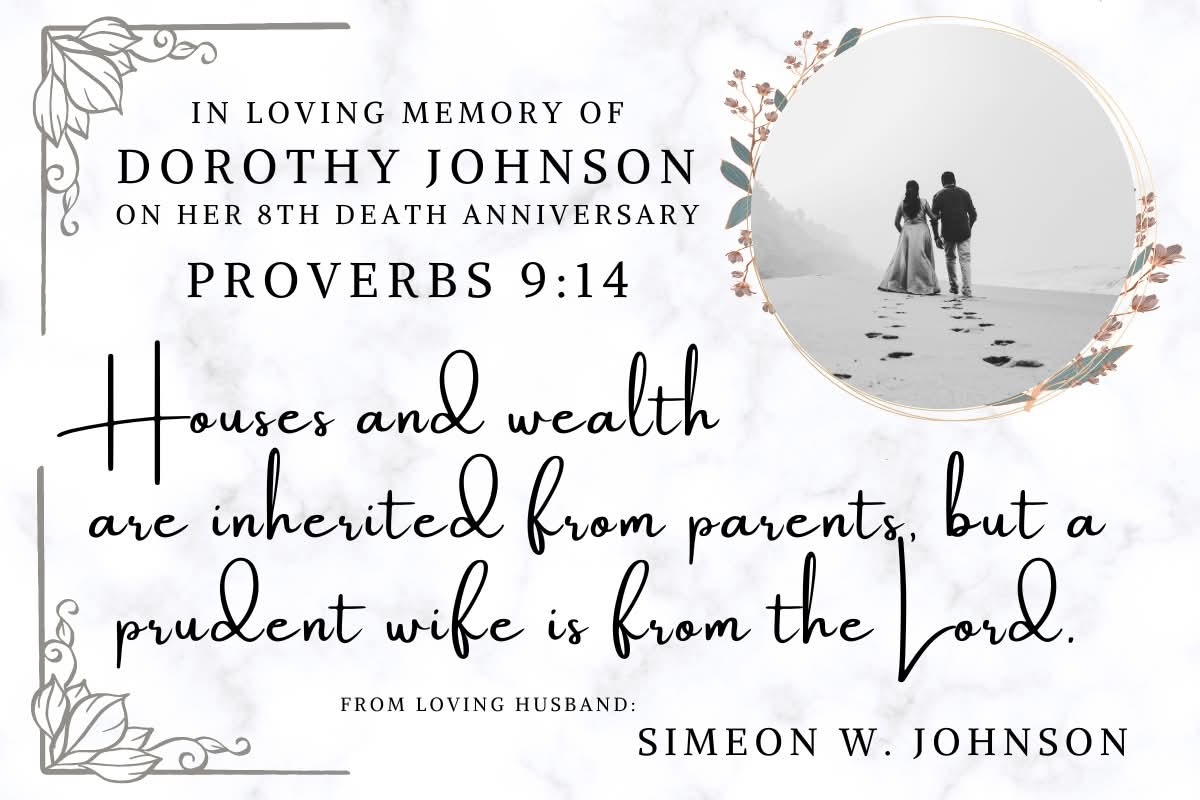 IN LOVING MEMORY OF
DOROTHY JOHNSON
ON HER 8TH DEATH ANNIVERSARY
PROVERBS 9:14
Houses and wealth
are inherited from parents, but a
prudent wife is from the Lord.
FROM LOVING HUSBAND:
SIMEON W. JOHNSON